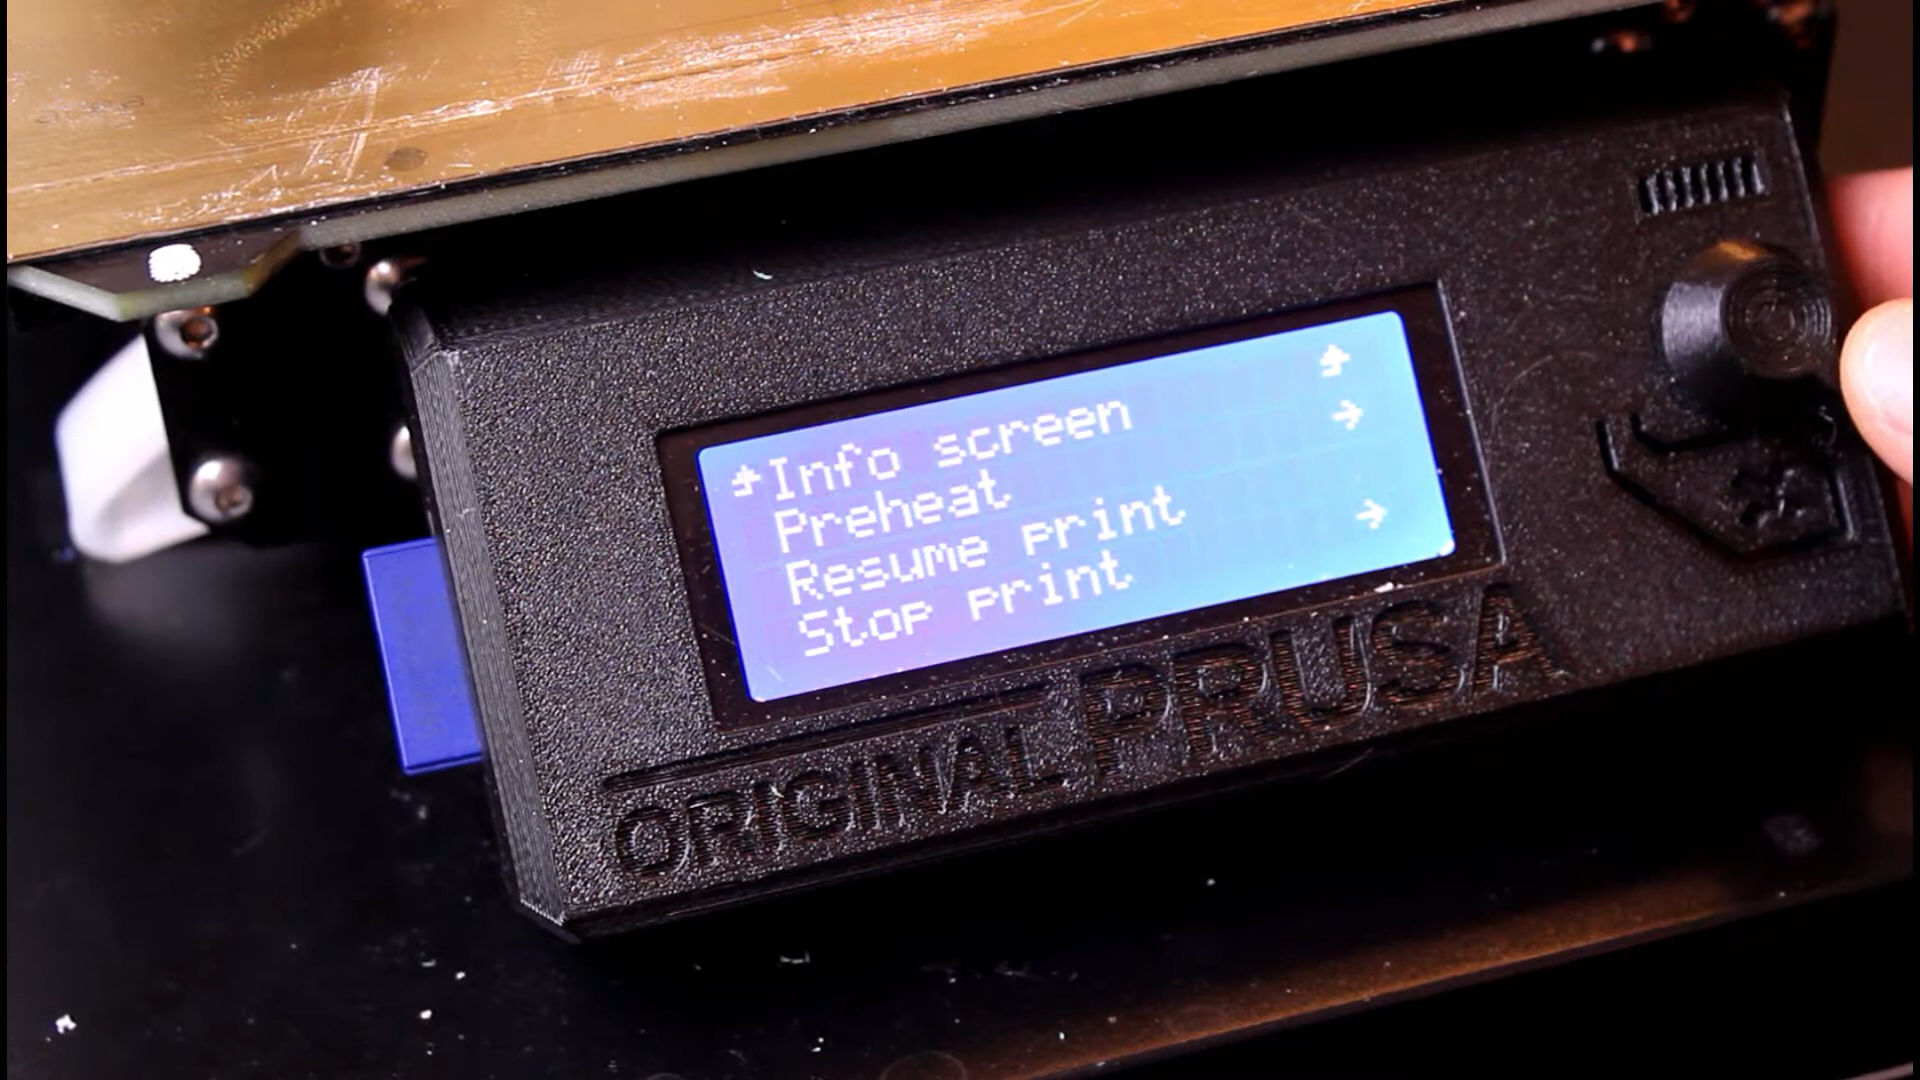 Info screen
Preheat
Resume print
Stop print
ORIGINAL PRUSA